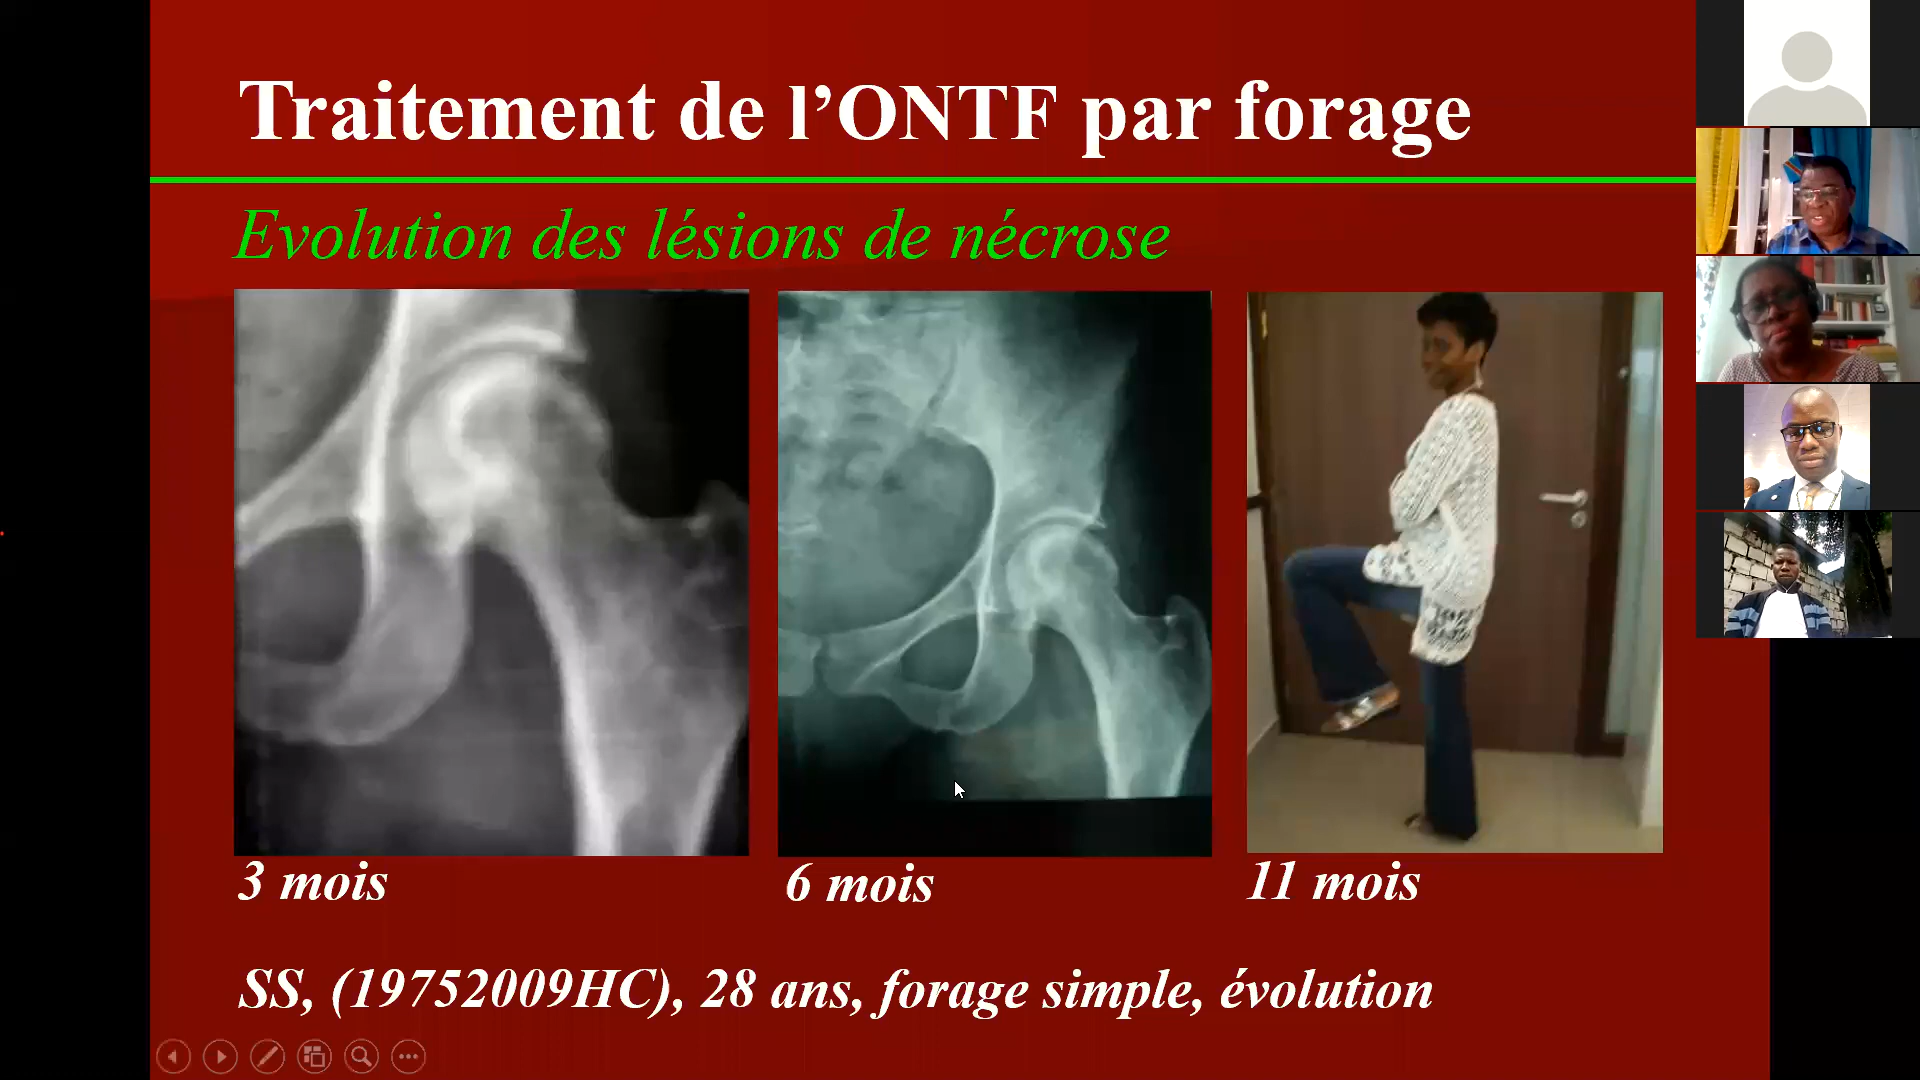 Traitement de l’ONTF par forage
Evolution des lésions de nécrose
3 mois
6 mois
11 mois
SS, (19752009HC), 28 ans, forage simple, évolution